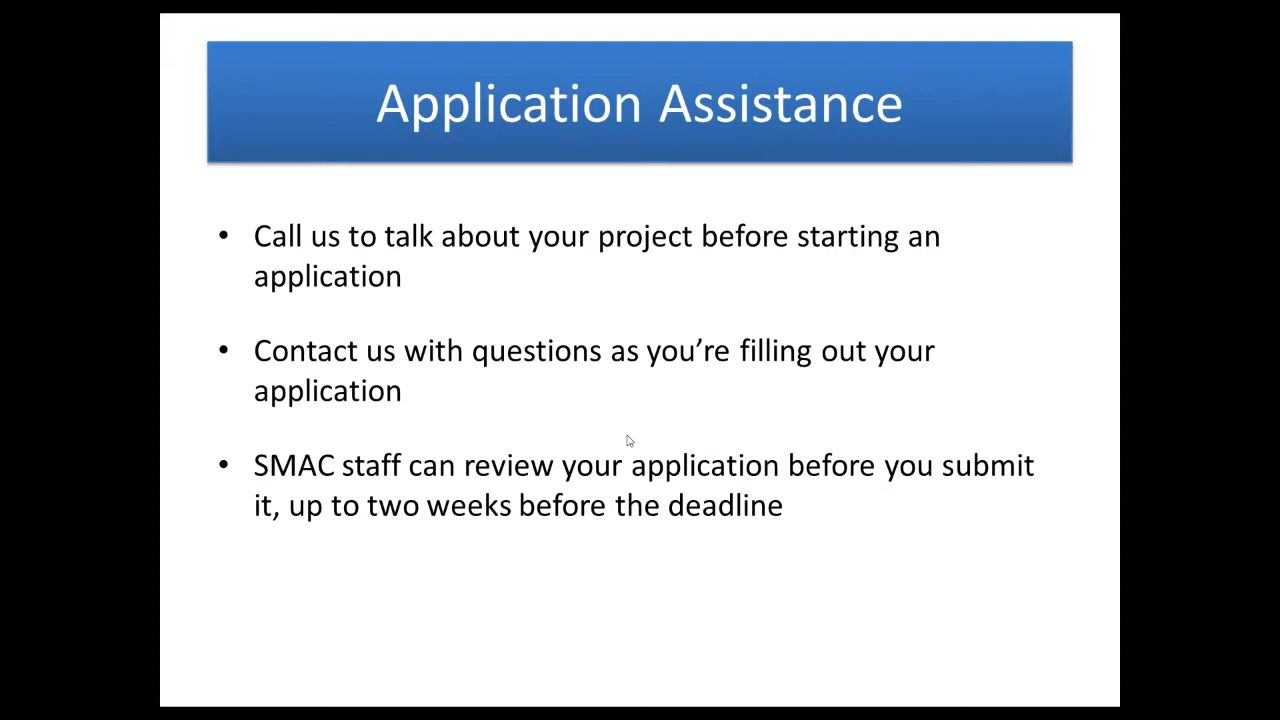 Application Assistance
• Call us to talk about your project before starting an
application
• Contact us with questions as you’re filling out your
application
• SMAC staff can review your application before you submit
it, up to two weeks before the deadline